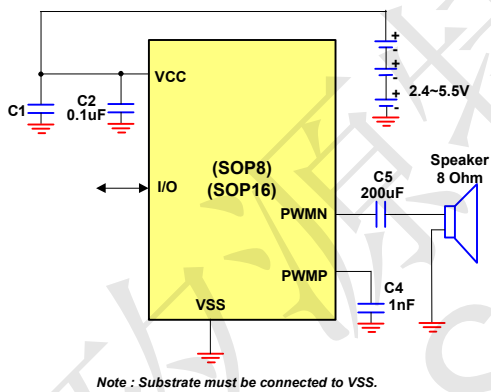 +
-
+
-
+
-
2.4~5.5V
VCC
C1
C2
0.1uF
(SOP8)
(SOP16)
I/O
Speaker
8 Ohm
C5
200uF
PWMN
PWMP
C4
1nF
VSS
Note : Substrate must be connected to VSS.